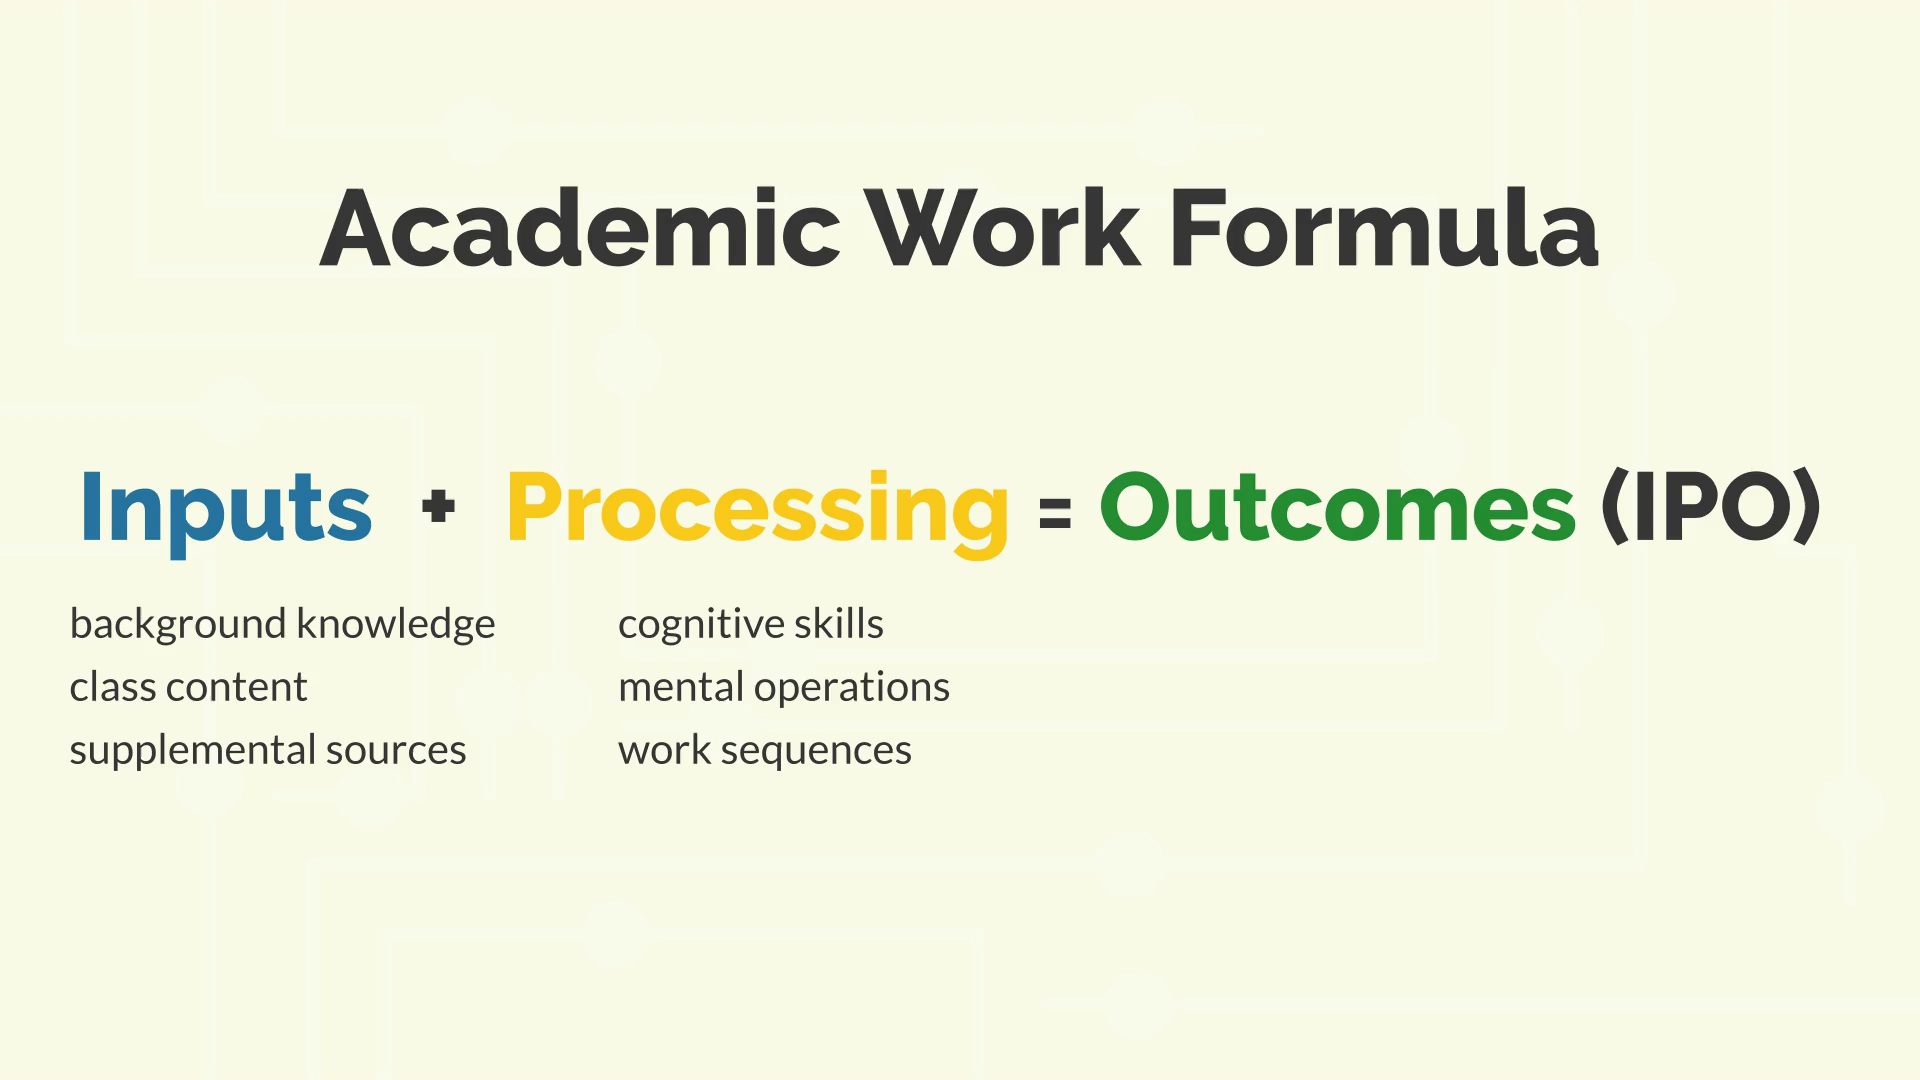 Academic Work Formula
Inputs + Processing = Outcomes (IPO)
background knowledge
class content
supplemental sources
cognitive skills
mental operations
work sequences